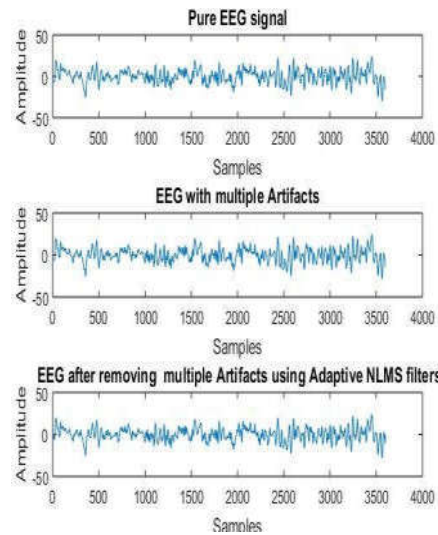 Pure EEG signal
50
0
-50
Amplitude
0 500 1000 1500 2000 2500 3000 3500 4000
Samples
EEG with multiple Artifacts
50
0
-50
Amplitude
0 500 1000 1500 2000 2500 3000 3500 4000
Samples
EEG after removing multiple Artifacts using Adaptive NLMS filters
50
0
-50
Amplitude
0 500 1000 1500 2000 2500 3000 3500 4000
Samples